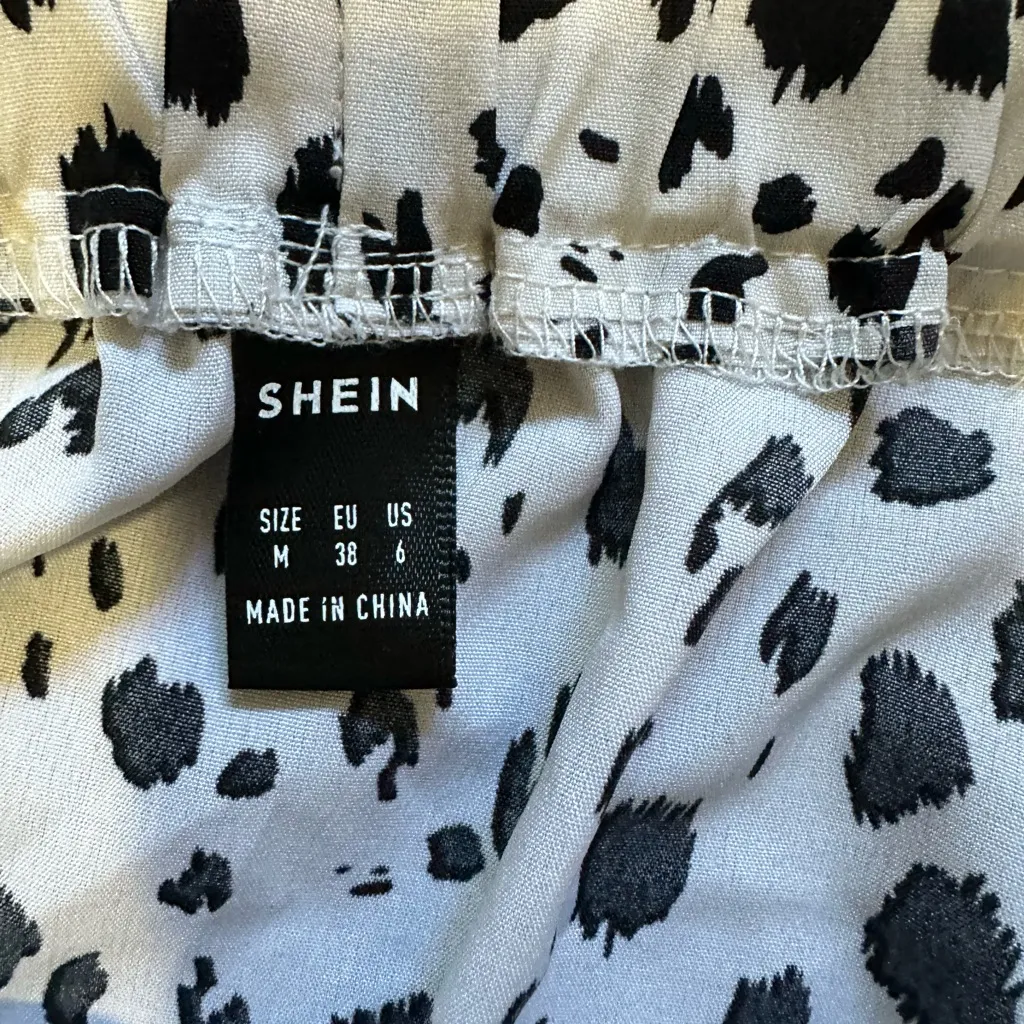 SHEIN
SIZE EU US
M 38 6
MADE IN CHINA